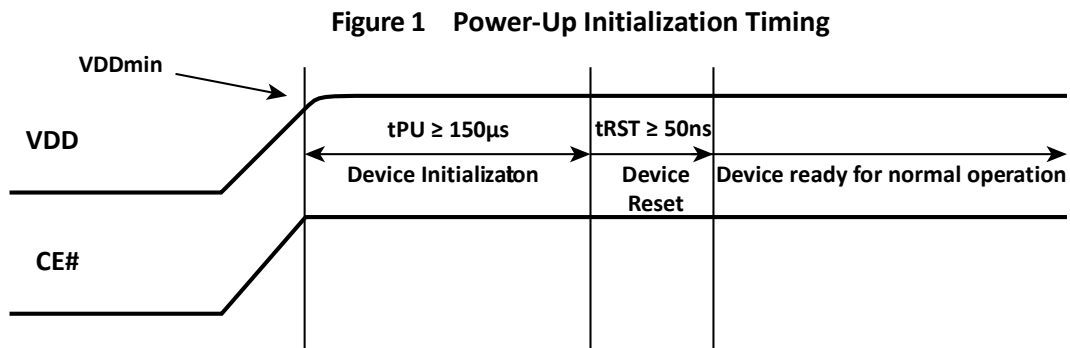 Figure 1 Power-Up Initialization Timing
VDDmin
VDD
tPU ≥ 150µs
tRST ≥ 50ns
Device Initializaton
Device
Reset
Device ready for normal operation
CE#